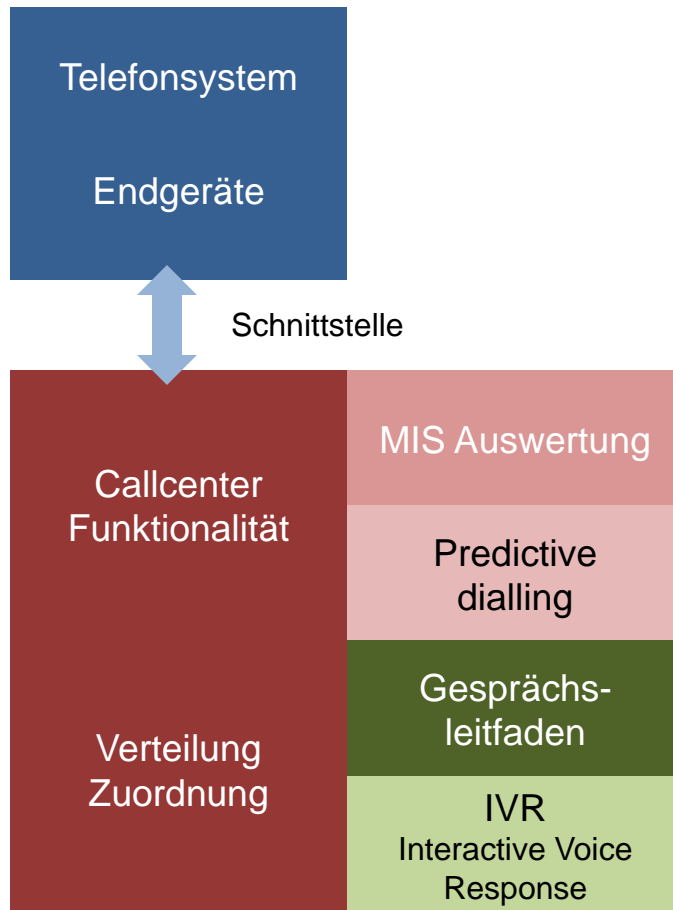 Telefonsystem
Endgeräte
Schnittstelle
Callcenter
Funktionalität
Verteilung
Zuordnung
MIS Auswertung
Predictive
dialling
Gesprächs-
leitfaden
IVR
Interactive Voice
Response